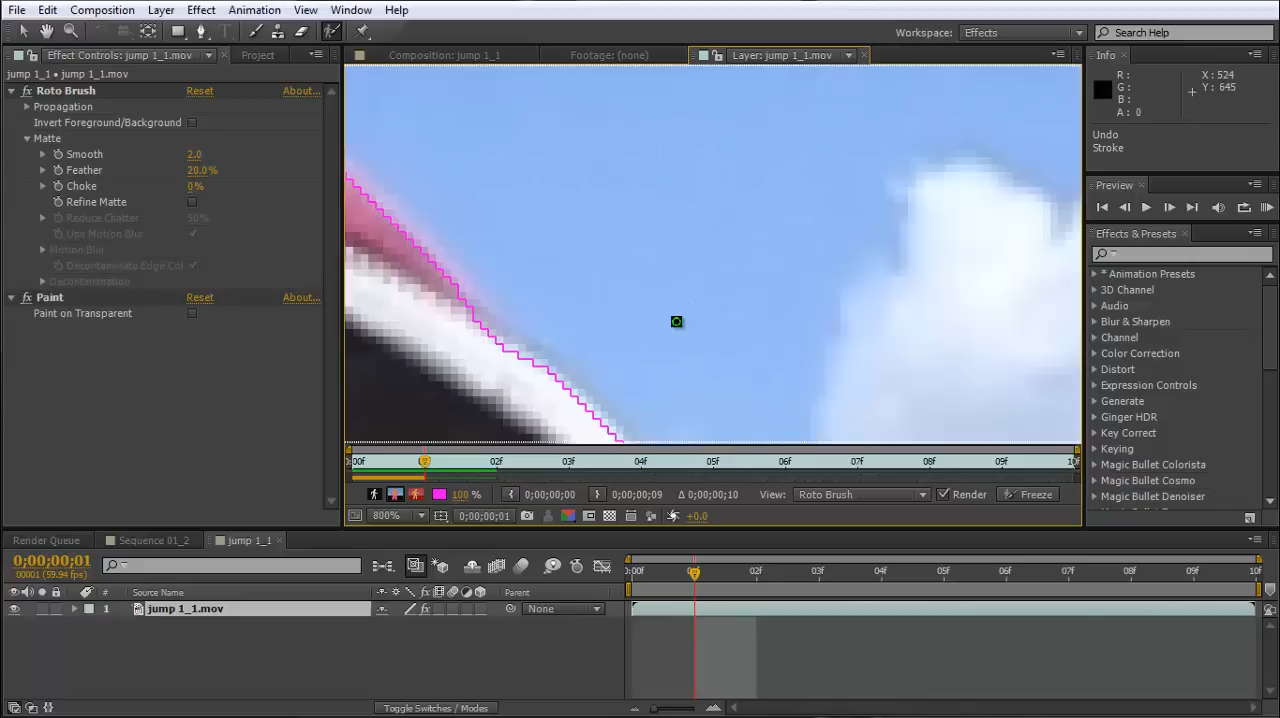 File Edit Composition Layer Effect Animation View Window Help
Workspace: Effects Search Help
Effect Controls: jump 1_1.mov Project
Composition: jump 1_1 Footage: (none) Layer: jump 1_1.mov
Info
jump 1_1 • jump 1_1.mov
R: X: 524
G: Y: 645
B:
A: 0
Undo
Stroke
fx Roto Brush Reset About...
Propagation
Invert Foreground/Background
Matte
Smooth 2.0
Feather 20.0%
Choke 0%
Refine Matte
Reduce Chatter 50%
Use Motion Blur
Motion Blur
Decontaminate Edge Col
Decontamination
fx Paint Reset About...
Paint on Transparent
Preview
Effects & Presets
* Animation Presets
3D Channel
Audio
Blur & Sharpen
Channel
Color Correction
Distort
Expression Controls
Generate
Ginger HDR
Key Correct
Keying
Magic Bullet Colorista
Magic Bullet Cosmo
Magic Bullet Denoiser
:00f 02f 03f 04f 05f 06f 07f 08f 09f 10f
100 % 0;00;00;00 0;00;00;09 Δ 0;00;00;10 View: Roto Brush Render Freeze
800% 0;00;00;01 +0.0
Render Queue Sequence 01_2 jump 1_1
0;00;00;01
00001 (59.94 fps)
:00f 02f 03f 04f 05f 06f 07f 08f 09f 10f
# Source Name Parent
1 jump 1_1.mov fx None
Toggle Switches / Modes